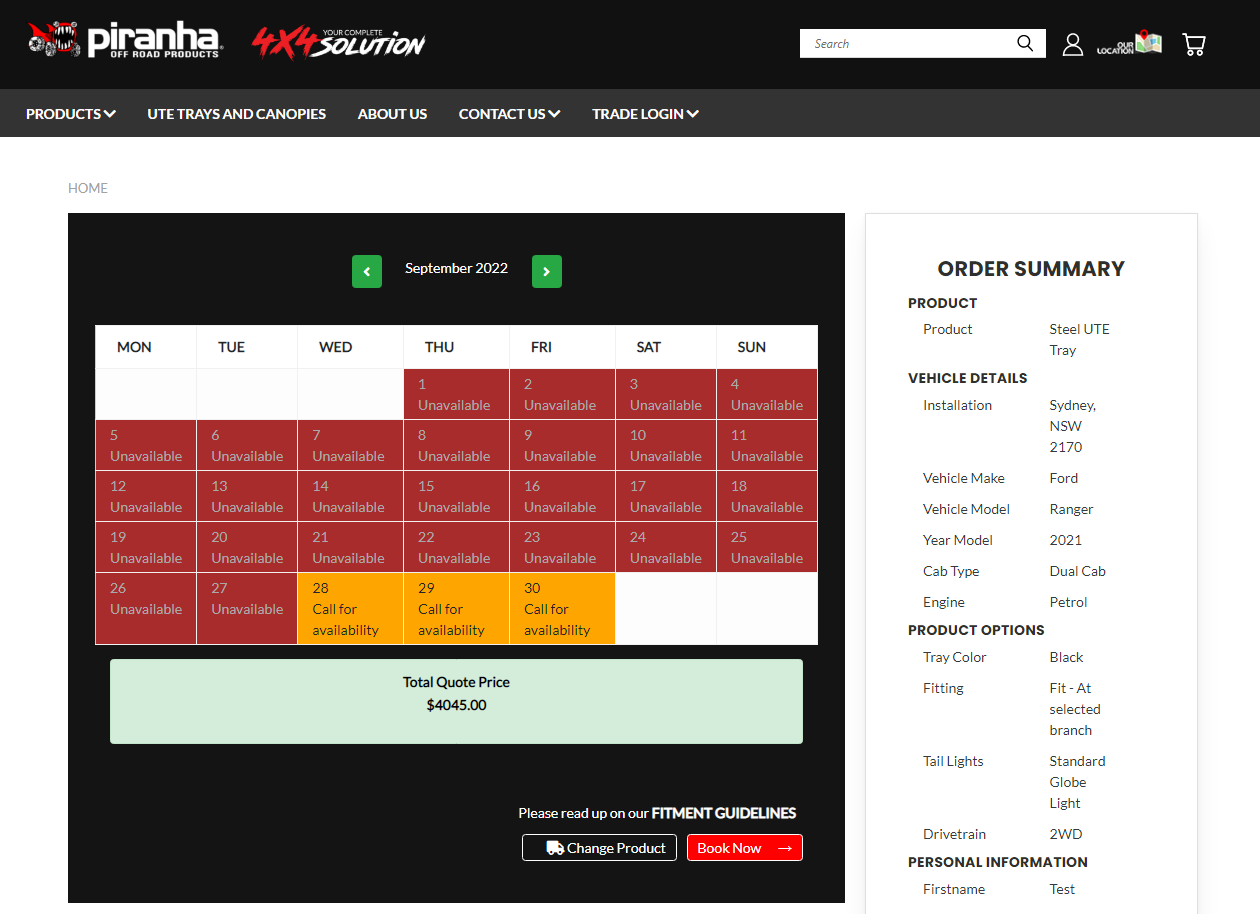 piranha
OFF ROAD PRODUCTS
4X4 YOUR COMPLETE SOLUTION
Search
OUR LOCATION
PRODUCTS
UTE TRAYS AND CANOPIES
ABOUT US
CONTACT US
TRADE LOGIN
HOME
September 2022
MON TUE WED THU FRI SAT SUN
1 2 3 4
Unavailable Unavailable Unavailable Unavailable
5 6 7 8 9 10 11
Unavailable Unavailable Unavailable Unavailable Unavailable Unavailable Unavailable
12 13 14 15 16 17 18
Unavailable Unavailable Unavailable Unavailable Unavailable Unavailable Unavailable
19 20 21 22 23 24 25
Unavailable Unavailable Unavailable Unavailable Unavailable Unavailable Unavailable
26 27 28 29 30
Unavailable Unavailable Call for Call for Call for
availability availability availability
Total Quote Price
$4045.00
Please read up on our FITMENT GUIDELINES
Change Product
Book Now →
ORDER SUMMARY
PRODUCT
Product Steel UTE
Tray
VEHICLE DETAILS
Installation Sydney,
NSW
2170
Vehicle Make Ford
Vehicle Model Ranger
Year Model 2021
Cab Type Dual Cab
Engine Petrol
PRODUCT OPTIONS
Tray Color Black
Fitting Fit - At
selected
branch
Tail Lights Standard
Globe
Light
Drivetrain 2WD
PERSONAL INFORMATION
Firstname Test